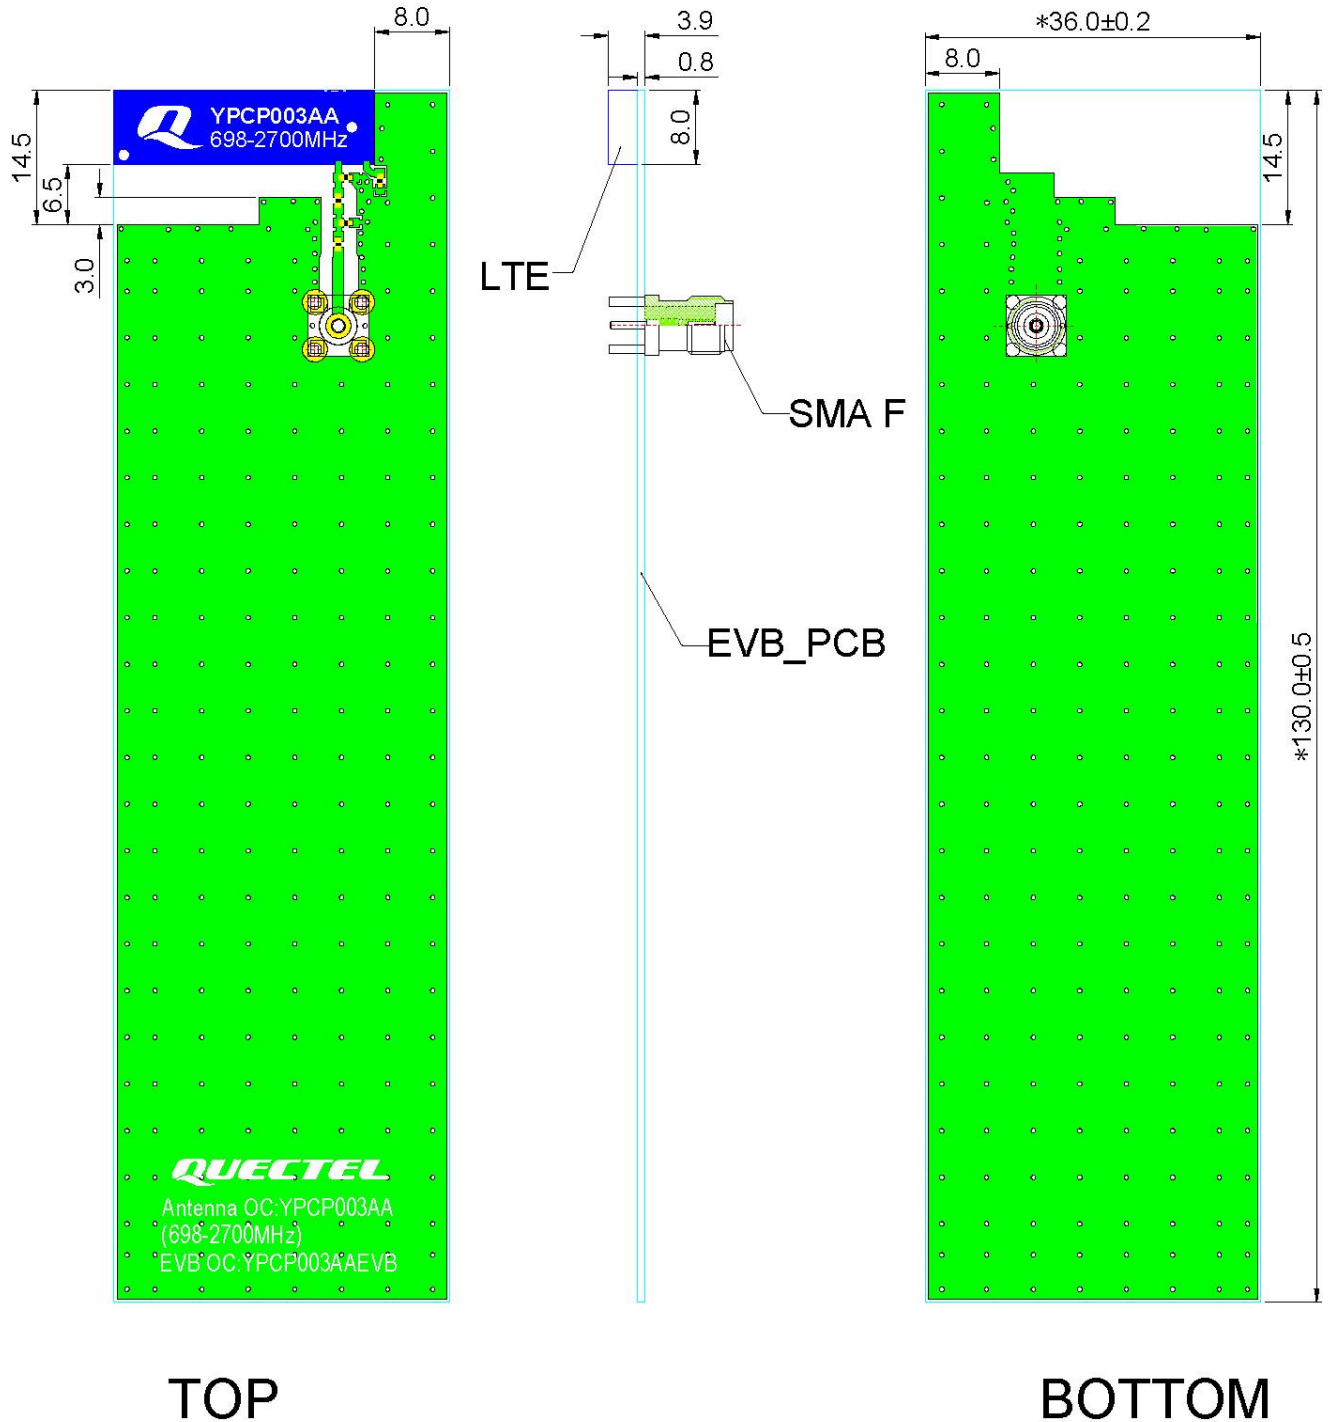 8.0
3.9
0.8
*36.0±0.2
8.0
YPCP003AA
698-2700MHz
14.5
6.5
3.0
8.0
14.5
LTE
SMA F
EVB_PCB
*130.0±0.5
QUECTEL
Antenna OC:YPCP003AA
(698-2700MHz)
EVB OC:YPCP003AAEVB
TOP
BOTTOM